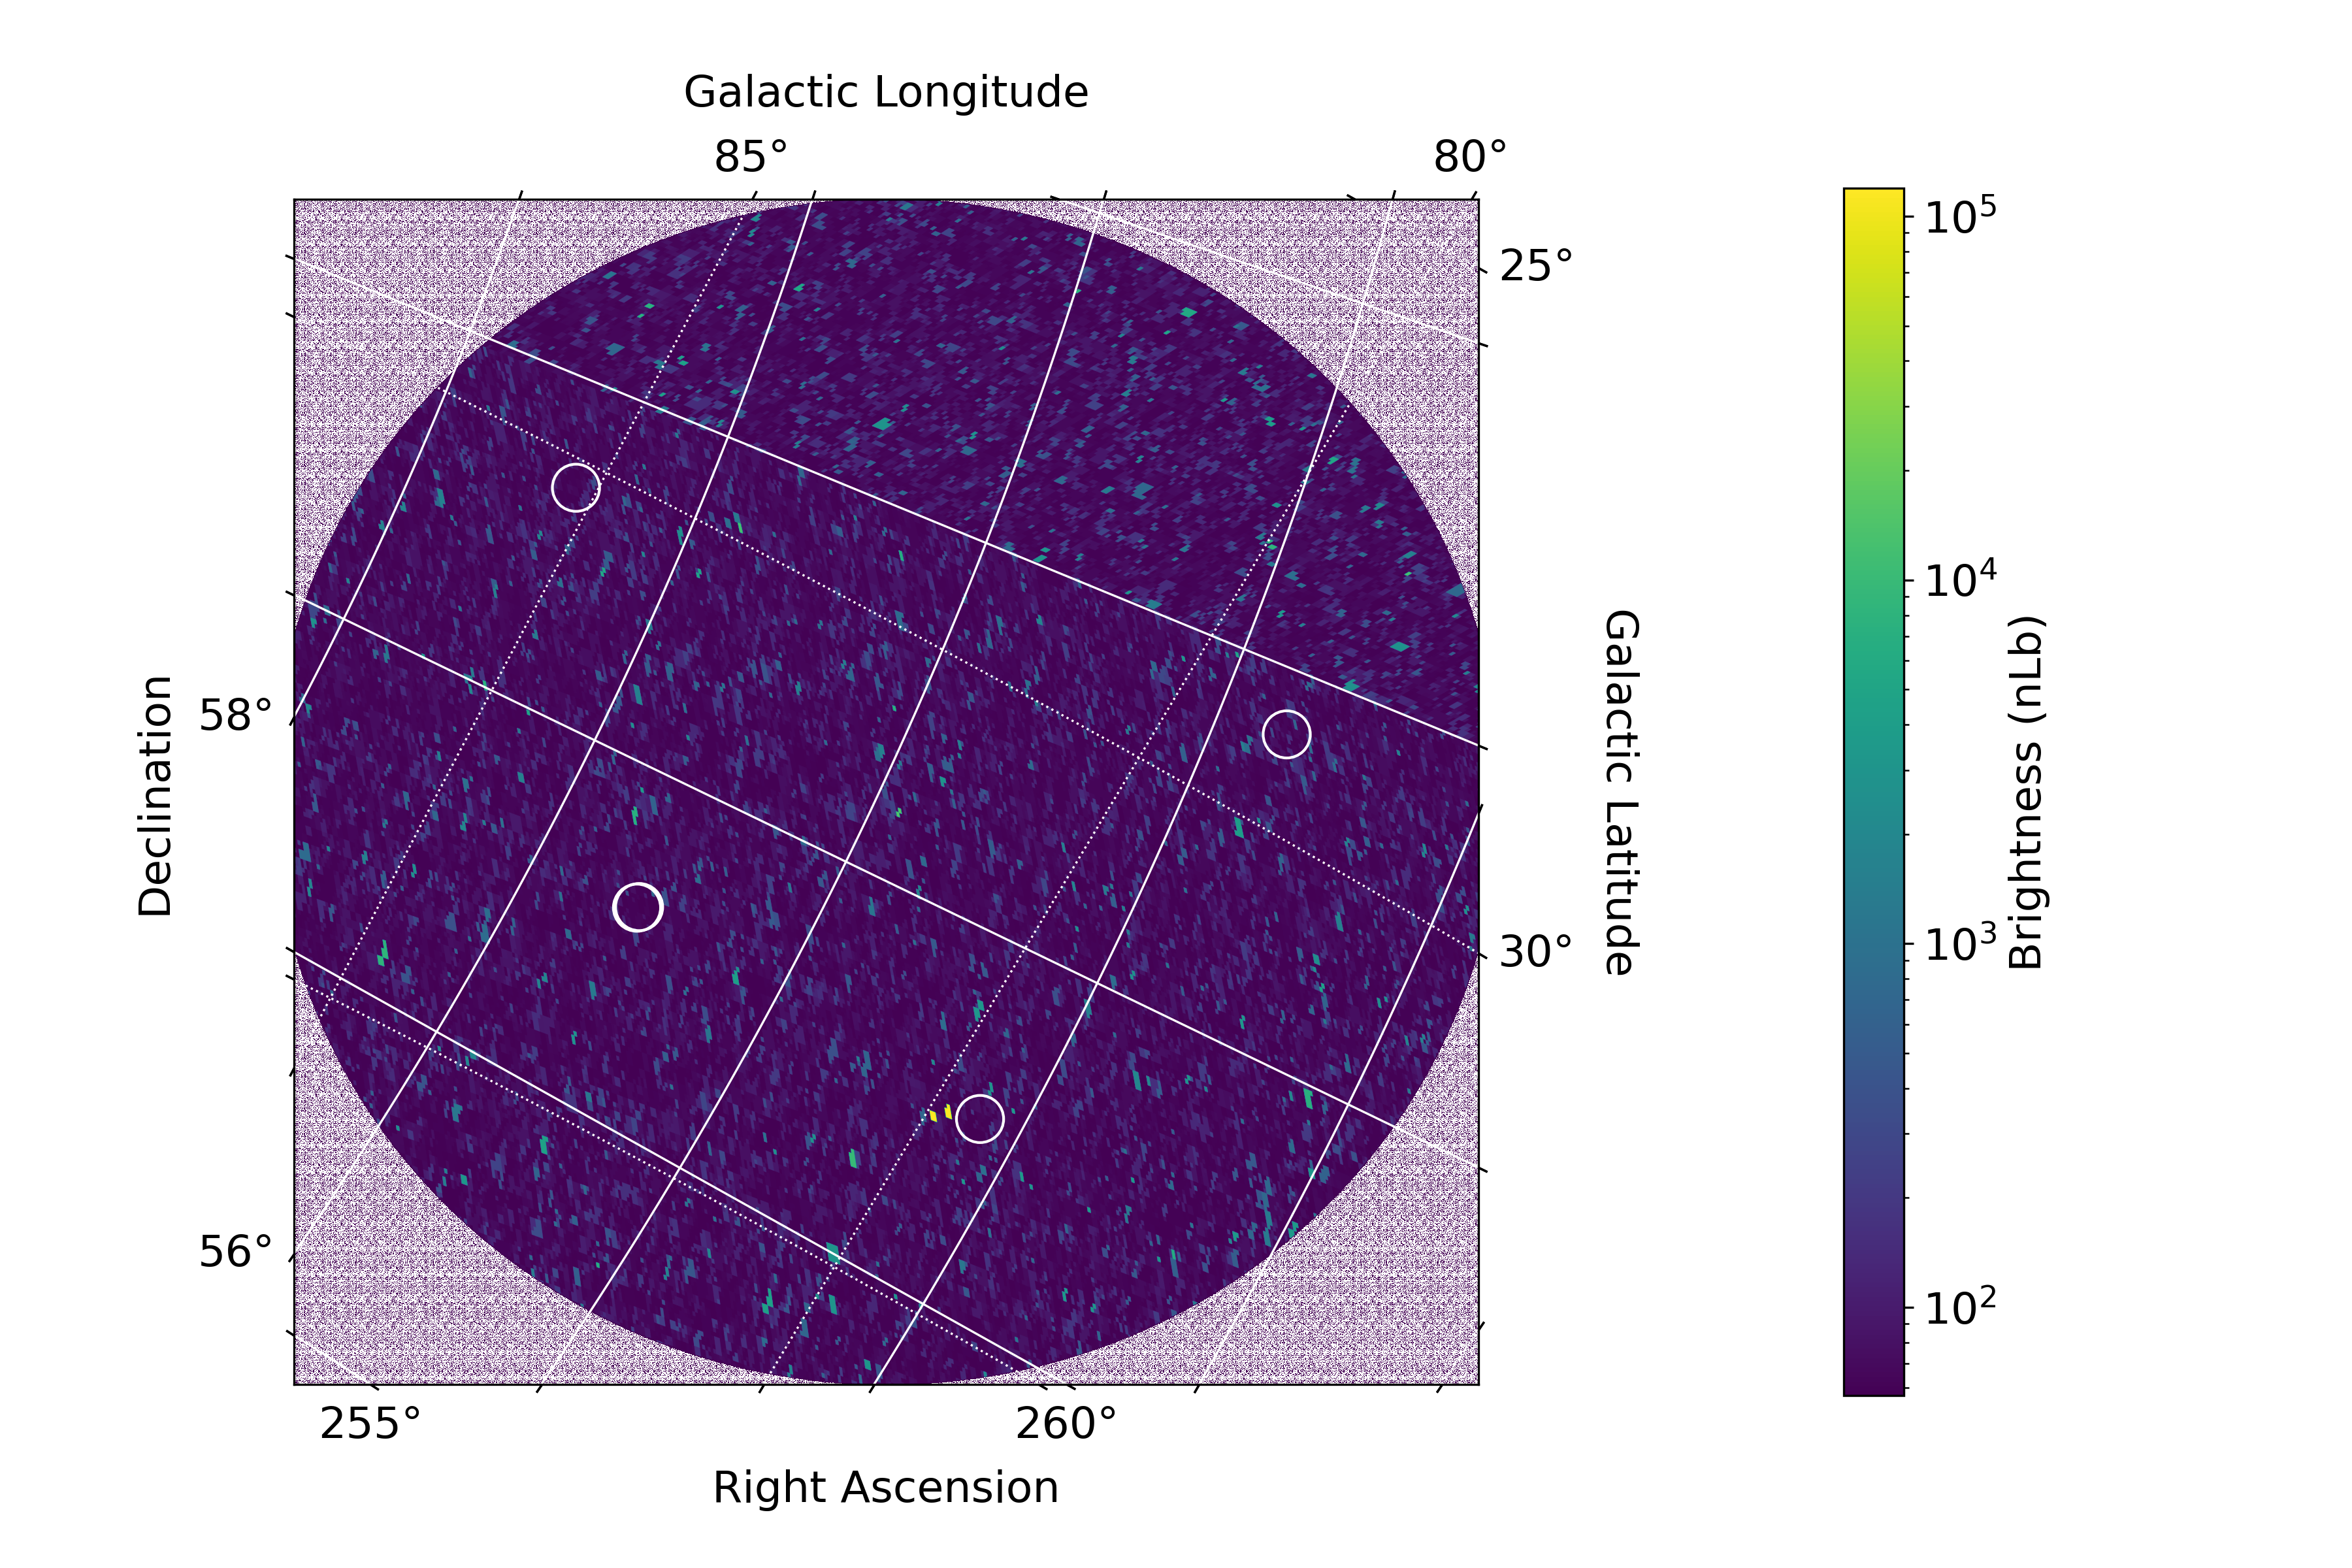 Galactic Longitude
85° 80°
25°
30°
Galactic Latitude
58°
56°
Declination
255° 260°
Right Ascension
10⁵
10⁴
10³
10²
Brightness (nLb)